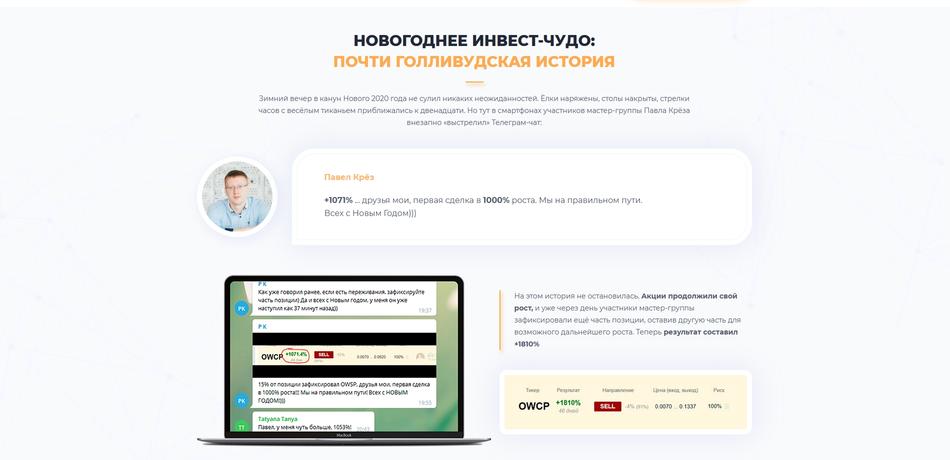 НОВОГОДНЕЕ ИНВЕСТ-ЧУДО:
ПОЧТИ ГОЛЛИВУДСКАЯ ИСТОРИЯ
Зимний вечер в канун Нового 2020 года не сулил никаких неожиданностей. Ёлки наряжены, столы накрыты, стрелки
часов с весёлым тиканьем приближались к двенадцати. Но тут в смартфонах участников мастер-группы Павла Крёза
внезапно «выстрелил» Телеграм-чат:
Павел Крёз
+1071% ... друзья мои, первая сделка в 1000% роста. Мы на правильном пути.
Всех с Новым Годом)))
P K
Как уже говорил ранее, если есть переживания, зафиксируйте
часть позиции) Да и всех с Новым годом, у меня он уже
наступил как 37 минут назад))
19:37
PK
P K
OWCP
+1071.4%
SELL
100%
15% от позиции зафиксировал OWSP, друзья мои, первая сделка
в 1000% роста!!! Мы на правильном пути! Всех с НОВЫМ
ГОДОМ!)))
19:55
PK
Tatyana Tanya
Павел, у меня чуть больше, 1053%!
20:43
TT
MacBook
На этом история не остановилась, Акции продолжили свой
рост, и уже через день участники мастер-группы
зафиксировали ещё часть позиции, оставив другую часть для
возможного дальнейшего роста. Теперь результат составил
+1810%
Тикер Результат Направление Цена (вход, выход) Риск
OWCP +1810% SELL -4% (61%) 0.0070 .. 0.1337 100%
46 дней